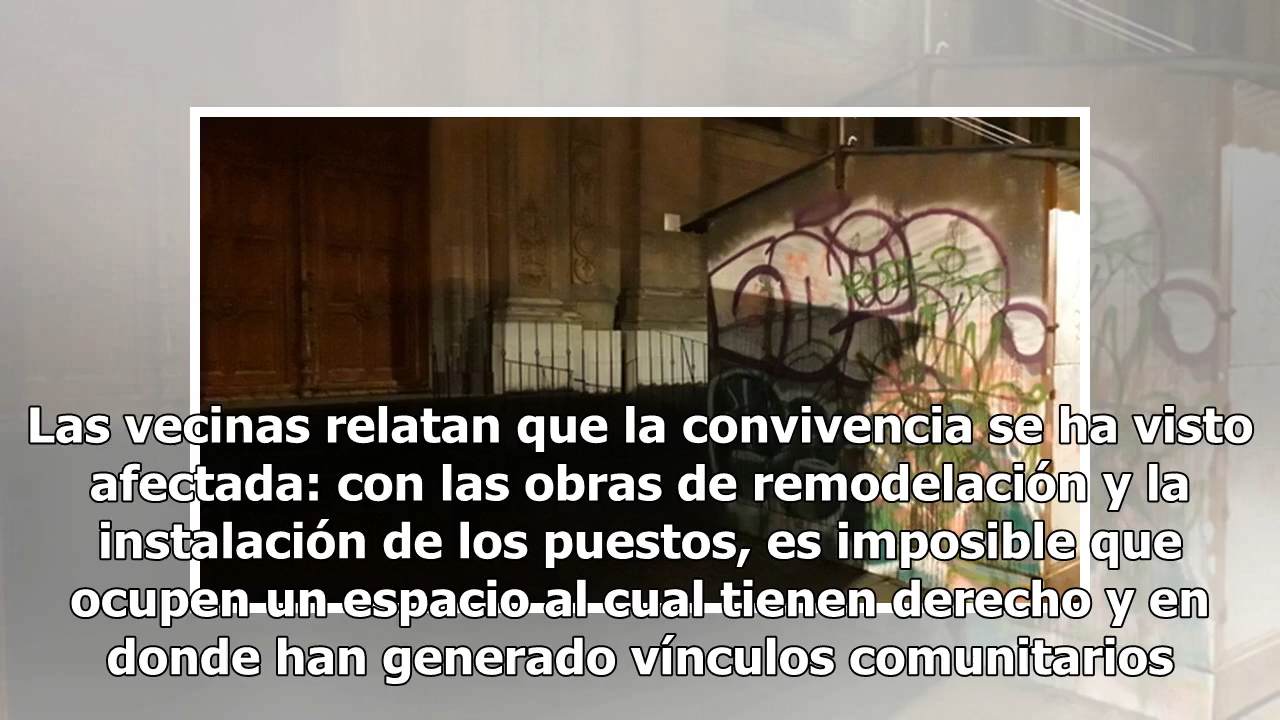 Las vecinas relatan que la convivencia se ha visto
afectada: con las obras de remodelación y la
instalación de los puestos, es imposible que
ocupen un espacio al cual tienen derecho y en
donde han generado vínculos comunitarios